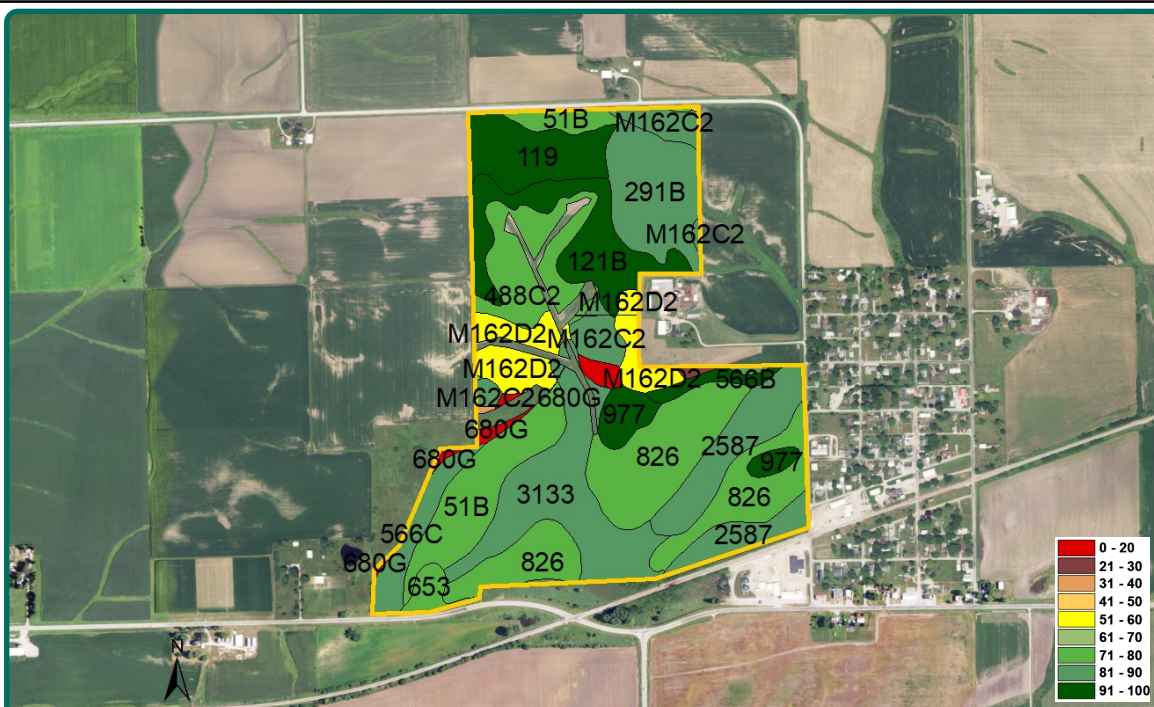 51B
M162C2
119
291B
M162C2
121B
488C2
M162D2
M162D2
M162C2
M162D2
M162D2
566B
M162C2
680G
977
680G
2587
680G
826
977
51B
3133
826
566C
2587
680G
826
653
N
0 - 20
21 - 30
31 - 40
41 - 50
51 - 60
61 - 70
71 - 80
81 - 90
91 - 100